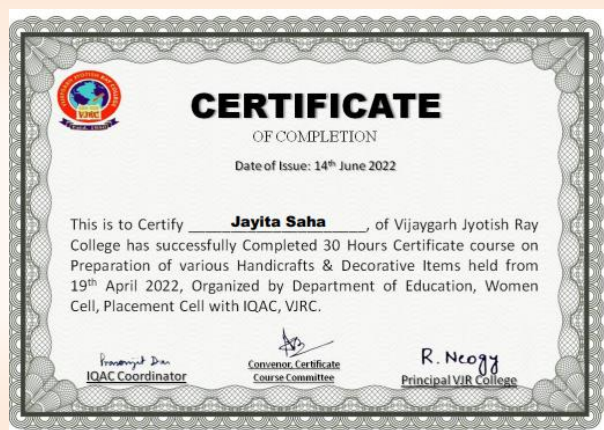 VJRC
CERTIFICATE
OF COMPLETION
Date of Issue: 14th June 2022
This is to Certify Jayita Saha, of Vijaygarh Jyotish Ray
College has successfully Completed 30 Hours Certificate course on
Preparation of various Handicrafts & Decorative Items held from
19th April 2022, Organized by Department of Education, Women
Cell, Placement Cell with IQAC, VJRC.
R. Neogy
IQAC Coordinator
Convenor, Certificate
Course Committee
Principal VJR College